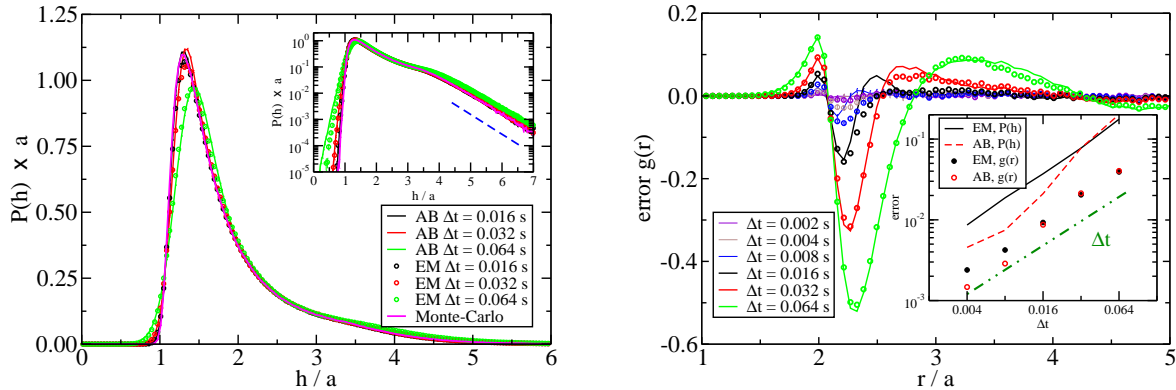 P(h) x a
1.25
1.00
0.75
0.50
0.25
0.00
0
1
2
3
4
5
6
h / a
P(h) x a
10^0
10^-1
10^-2
10^-3
10^-4
10^-5
0
1
2
3
4
5
6
7
h / a
AB Δt = 0.016 s
AB Δt = 0.032 s
AB Δt = 0.064 s
EM Δt = 0.016 s
EM Δt = 0.032 s
EM Δt = 0.064 s
Monte-Carlo
error g(r)
0.2
0.0
-0.2
-0.4
-0.6
1
2
3
4
5
r / a
Δt = 0.002 s
Δt = 0.004 s
Δt = 0.008 s
Δt = 0.016 s
Δt = 0.032 s
Δt = 0.064 s
EM, P(h)
AB, P(h)
EM, g(r)
AB, g(r)
error
10^-1
10^-2
10^-3
Δt
0.004
0.016
0.064
Δt